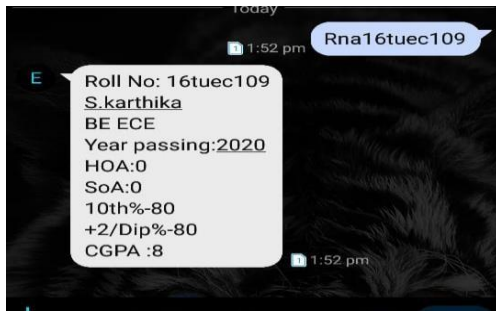 Today
1:52 pm
Rna16tuec109
E
Roll No: 16tuec109
S.karthika
BE ECE
Year passing:2020
HOA:0
SoA:0
10th%-80
+2/Dip%-80
CGPA :8
1:52 pm